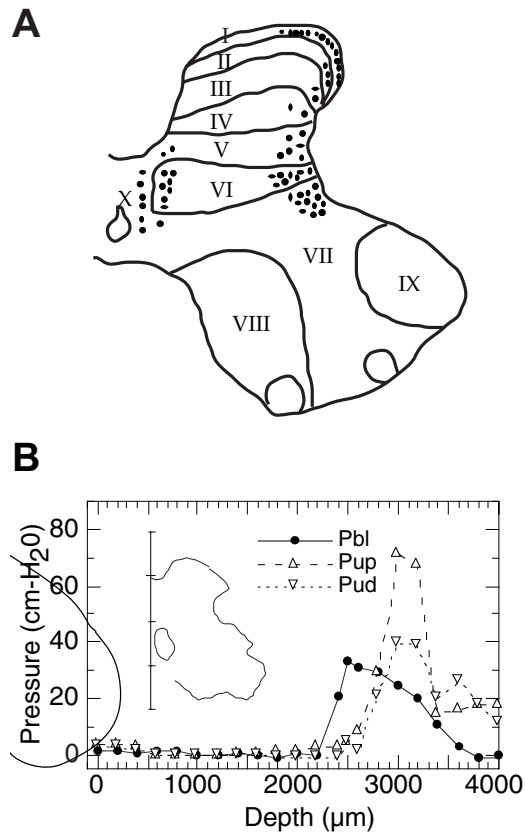 A
I
II
III
IV
V
VI
X
VII
IX
VIII
B
Pressure (cm-H20)
80
60
40
20
0
Pbl
Pup
Pud
0 1000 2000 3000 4000
Depth (µm)